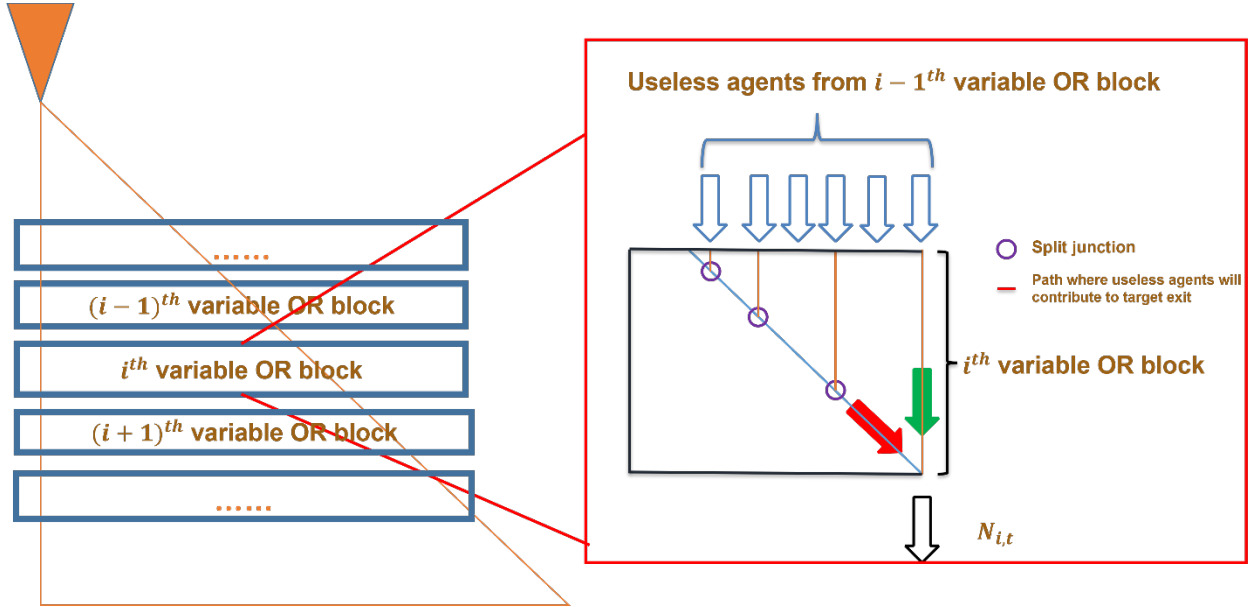 ......
(i − 1)ᵗʰ variable OR block
iᵗʰ variable OR block
(i + 1)ᵗʰ variable OR block
......
Useless agents from i − 1ᵗʰ variable OR block
Split junction
Path where useless agents will
contribute to target exit
iᵗʰ variable OR block
Nᵢ,ₜ